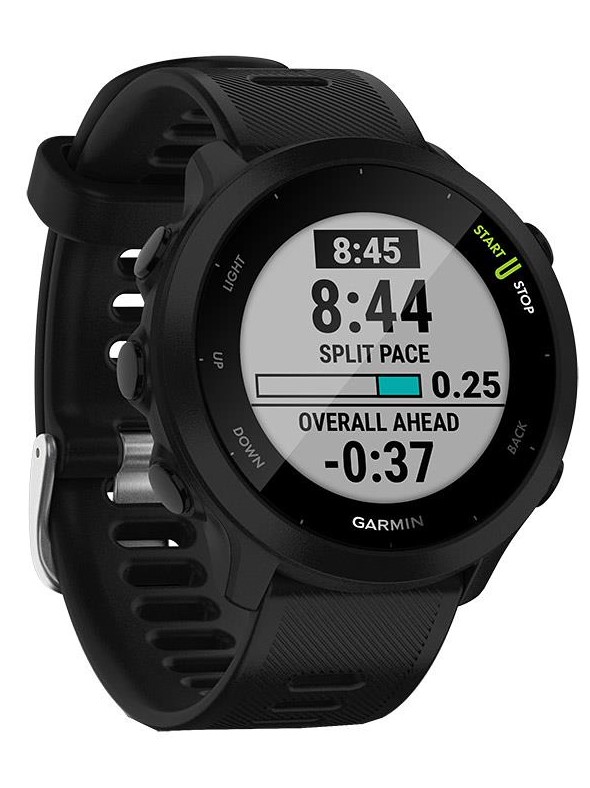 8:45
8:44
SPLIT PACE
0.25
OVERALL AHEAD
-0:37
LIGHT
UP
DOWN
START
STOP
BACK
GARMIN